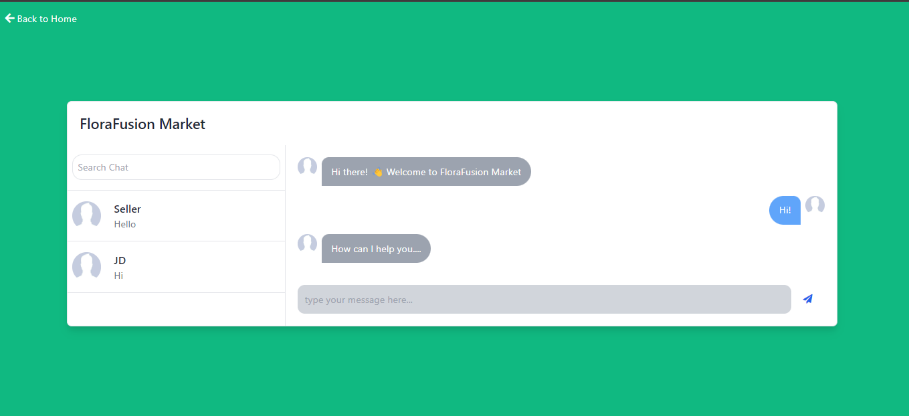 Back to Home
FloraFusion Market
Search Chat
Seller
Hello
JD
Hi
Hi there! 👋 Welcome to FloraFusion Market
Hi!
How can I help you....
type your message here...